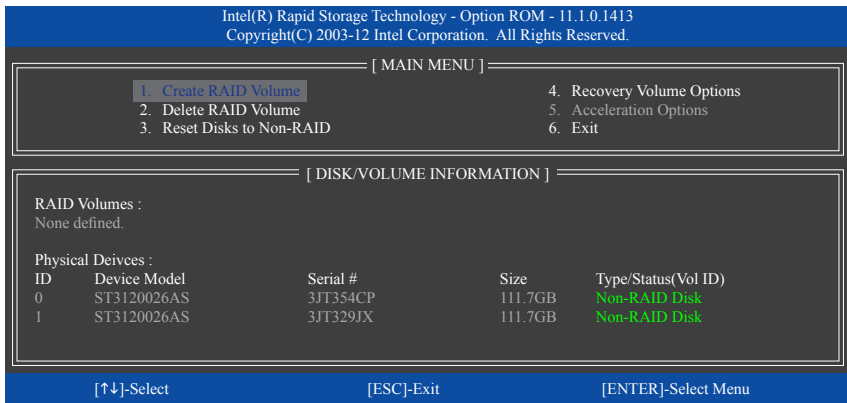 Intel(R) Rapid Storage Technology - Option ROM - 11.1.0.1413
Copyright(C) 2003-12 Intel Corporation. All Rights Reserved.
[ MAIN MENU ]
1. Create RAID Volume
2. Delete RAID Volume
3. Reset Disks to Non-RAID
4. Recovery Volume Options
5. Acceleration Options
6. Exit
[ DISK/VOLUME INFORMATION ]
RAID Volumes :
None defined.
Physical Deivces :
ID Device Model Serial # Size Type/Status(Vol ID)
0 ST3120026AS 3JT354CP 111.7GB Non-RAID Disk
1 ST3120026AS 3JT329JX 111.7GB Non-RAID Disk
[↑↓]-Select [ESC]-Exit [ENTER]-Select Menu